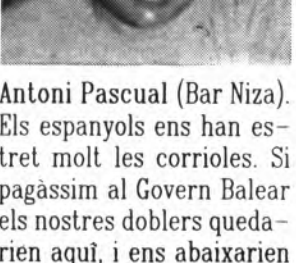 Antoni Pascual (Bar Niza).
Els espanyols ens han es-
tret molt les corrioles. Si
pagàssim al Govern Balear
els nostres doblers queda-
rien aquî, i ens abaixarien